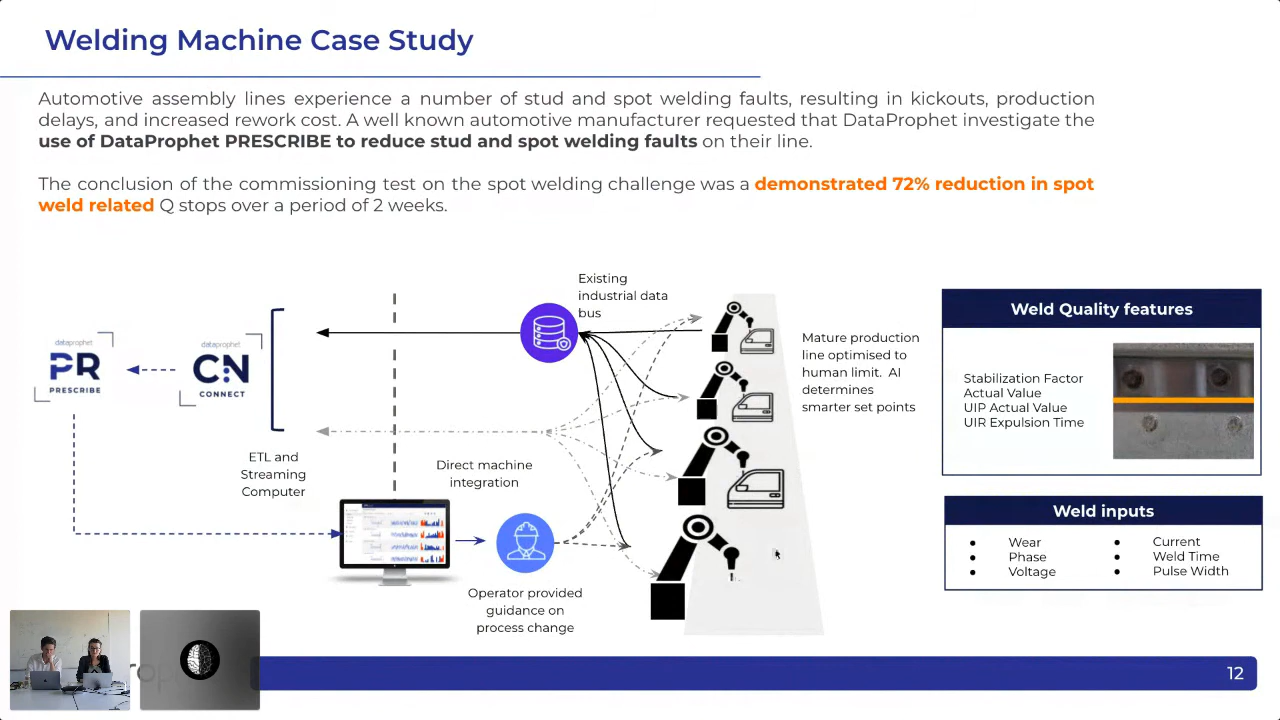 Welding Machine Case Study
Automotive assembly lines experience a number of stud and spot welding faults, resulting in kickouts, production
delays, and increased rework cost. A well known automotive manufacturer requested that DataProphet investigate the
use of DataProphet PRESCRIBE to reduce stud and spot welding faults on their line.
The conclusion of the commissioning test on the spot welding challenge was a demonstrated 72% reduction in spot
weld related Q stops over a period of 2 weeks.
Existing
industrial data
bus
dataprophet
PR
PRESCRIBE
dataprophet
CN
CONNECT
Mature production
line optimised to
human limit. AI
determines
smarter set points
ETL and
Streaming
Computer
Direct machine
integration
Operator provided
guidance on
process change
Weld Quality features
Stabilization Factor
Actual Value
UIP Actual Value
UIR Expulsion Time
Weld inputs
Wear
Phase
Voltage
Current
Weld Time
Pulse Width
12